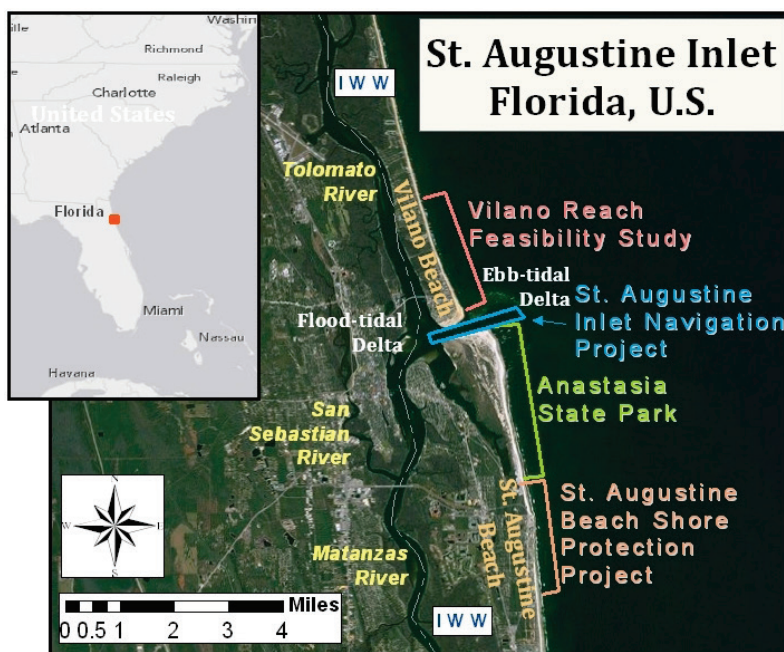 St. Augustine Inlet
Florida, U.S.
Washin
ville
Richmond
Raleigh
Charlotte
United States
Atlanta
Florida
Miami
Nassau
Havana
I W W
Tolomato
River
Vilano Beach
Vilano Reach
Feasibility Study
Ebb-tidal
Delta
St. Augustine
Inlet Navigation
Project
Flood-tidal
Delta
Anastasia
State Park
San
Sebastian
River
St. Augustine
Beach
St. Augustine
Beach Shore
Protection
Project
Matanzas
River
I W W
N
W
E
S
Miles
0 0.5 1 2 3 4